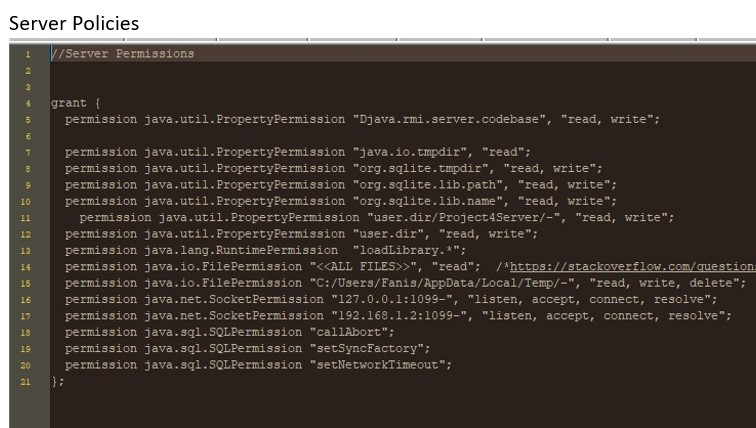 Server Policies
1 //Server Permissions
2
3
4 grant {
5 permission java.util.PropertyPermission "Djava.rmi.server.codebase", "read, write";
6
7 permission java.util.PropertyPermission "java.io.tmpdir", "read";
8 permission java.util.PropertyPermission "org.sqlite.tmpdir", "read, write";
9 permission java.util.PropertyPermission "org.sqlite.lib.path", "read, write";
10 permission java.util.PropertyPermission "org.sqlite.lib.name", "read, write";
11 permission java.util.PropertyPermission "user.dir/Project4Server/-", "read, write";
12 permission java.util.PropertyPermission "user.dir", "read, write";
13 permission java.lang.RuntimePermission "loadLibrary.*";
14 permission java.io.FilePermission "<<ALL FILES>>", "read"; /*https://stackoverflow.com/question
15 permission java.io.FilePermission "C:/Users/Fanis/AppData/Local/Temp/-", "read, write, delete";
16 permission java.net.SocketPermission "127.0.0.1:1099-", "listen, accept, connect, resolve";
17 permission java.net.SocketPermission "192.168.1.2:1099-", "listen, accept, connect, resolve";
18 permission java.sql.SQLPermission "callAbort";
19 permission java.sql.SQLPermission "setSyncFactory";
20 permission java.sql.SQLPermission "setNetworkTimeout";
21 };